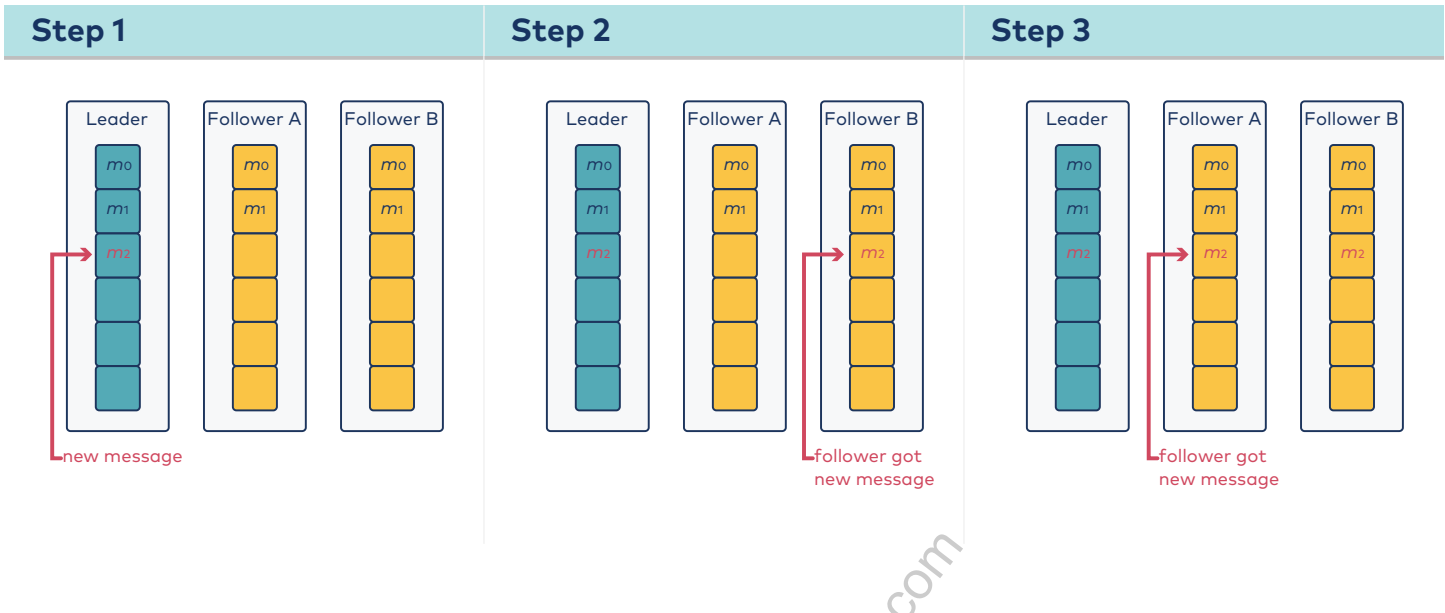 Step 1
Leader
Follower A
Follower B
m0
m0
m0
m1
m1
m1
m2
new message
Step 2
Leader
Follower A
Follower B
m0
m0
m0
m1
m1
m1
m2
m2
follower got
new message
Step 3
Leader
Follower A
Follower B
m0
m0
m0
m1
m1
m1
m2
m2
m2
follower got
new message
.com